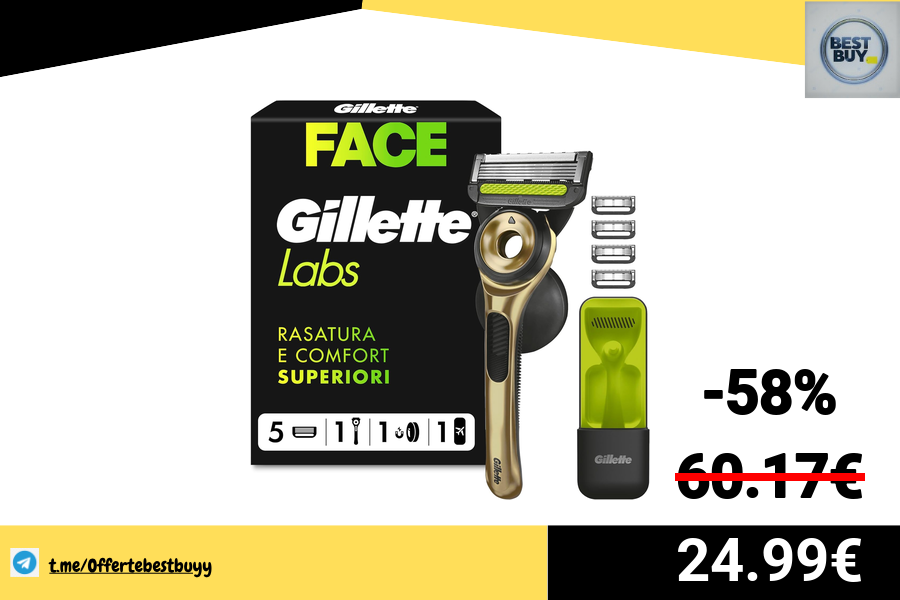 BEST
BUY
Gillette
FACE
Gillette®
Labs
RASATURA
E COMFORT
SUPERIORI
5 1 1 1
Gillette
Gillette
Gillette
-58%
60.17€
24.99€
t.me/Offertebestbuyy